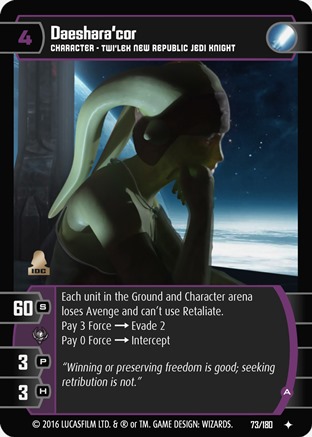 4
Daeshara'cor
CHARACTER - TWI'LEK NEW REPUBLIC JEDI KNIGHT
IDC
60 S
Each unit in the Ground and Character arena
loses Avenge and can't use Retaliate.
Pay 3 Force → Evade 2
Pay 0 Force → Intercept
3 P
3 H
"Winning or preserving freedom is good; seeking
retribution is not."
A
© 2016 LUCASFILM LTD. & ® or TM. GAME DESIGN: WIZARDS.
73/180